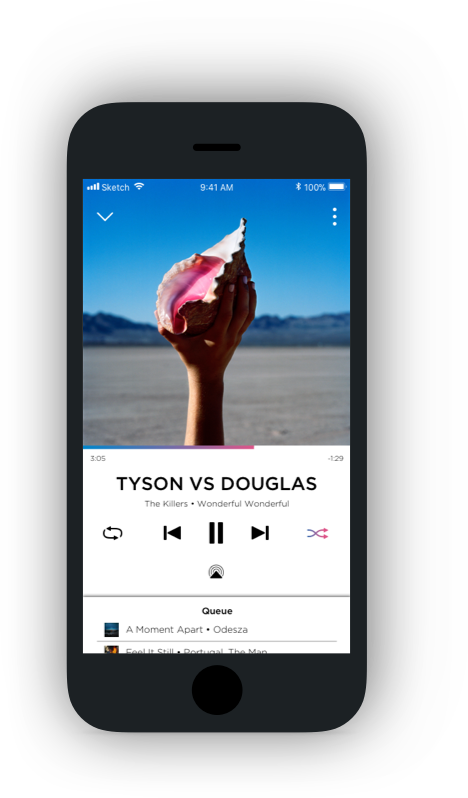 Sketch 9:41 AM 100%
3:05 -1:29
TYSON VS DOUGLAS
The Killers • Wonderful Wonderful
Queue
A Moment Apart • Odesza
Feel It Still • Portugal. The Man